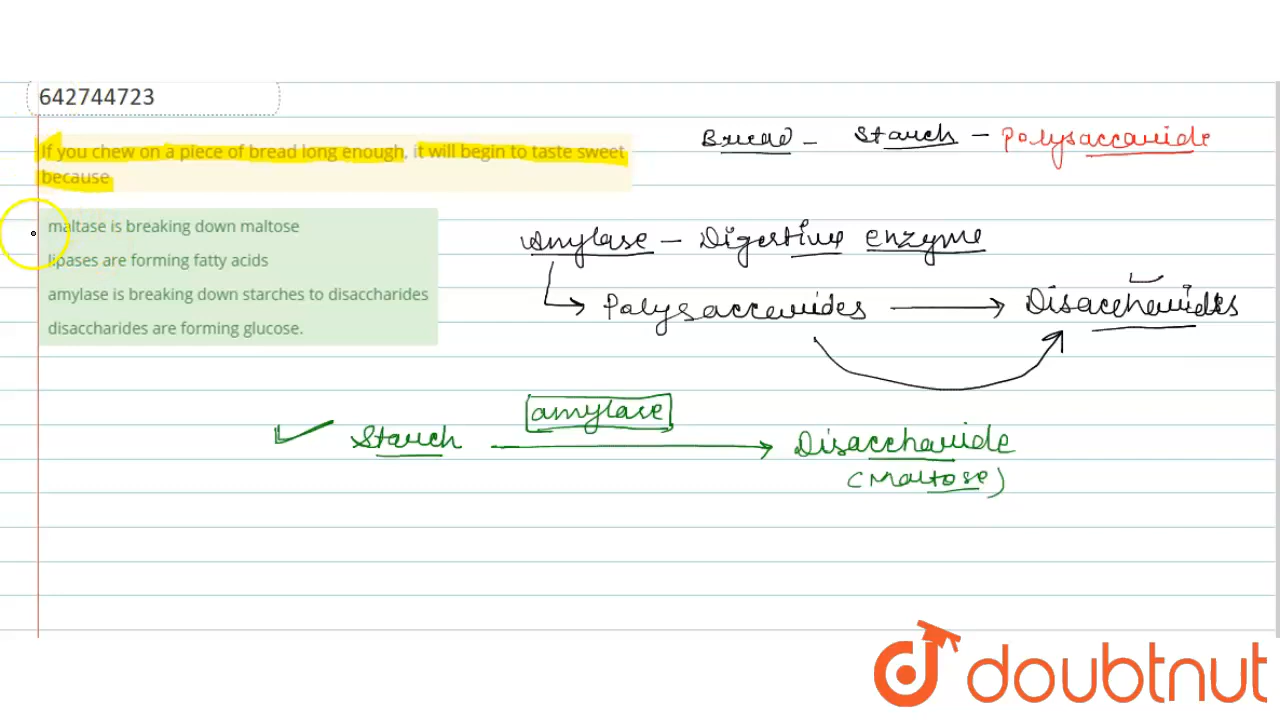 642744723
If you chew on a piece of bread long enough, it will begin to taste sweet
because
maltase is breaking down maltose
lipases are forming fatty acids
amylase is breaking down starches to disaccharides
disaccharides are forming glucose.
Bread - Starch - Polysaccaride
Amylase - Digestive enzyme
Polysaccarides → Disaccharides
amylase
Starch → Disaccharide
(Maltose)
doubtnut